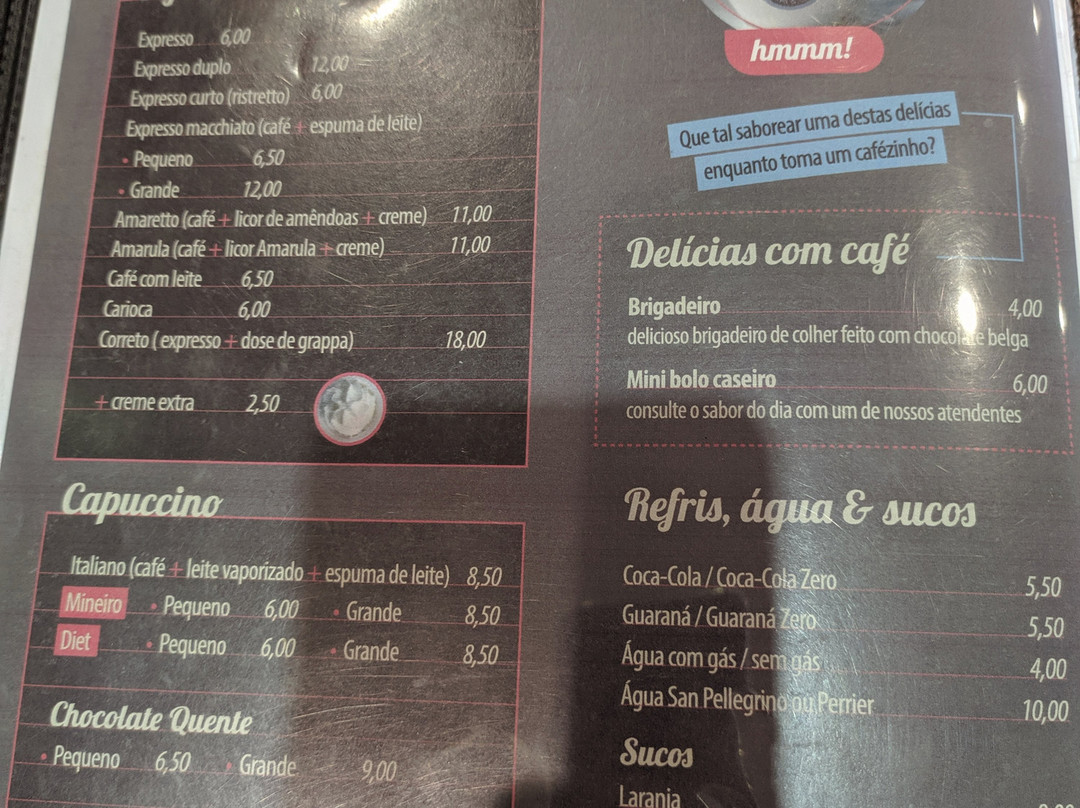 Expresso 6,00
Expresso duplo 12,00
Expresso curto (ristretto) 6,00
Expresso macchiato (café + espuma de leite)
• Pequeno 6,50
• Grande 12,00
Amaretto (café + licor de amêndoas + creme) 11,00
Amarula (café + licor Amarula + creme) 11,00
Café com leite 6,50
Carioca 6,00
Correto ( expresso + dose de grappa) 18,00
+ creme extra 2,50
Capuccino
Italiano (café + leite vaporizado + espuma de leite) 8,50
Mineiro • Pequeno 6,00 • Grande 8,50
Diet • Pequeno 6,00 • Grande 8,50
Chocolate Quente
• Pequeno 6,50 • Grande 9,00
hmmm!
Que tal saborear uma destas delícias
enquanto toma um cafézinho?
Delícias com café
Brigadeiro 4,00
delicioso brigadeiro de colher feito com chocolate belga
Mini bolo caseiro 6,00
consulte o sabor do dia com um de nossos atendentes
Refris, água & sucos
Coca-Cola / Coca-Cola Zero 5,50
Guaraná / Guaraná Zero 5,50
Água com gás / sem gás 4,00
Água San Pellegrino ou Perrier 10,00
Sucos
Laranja